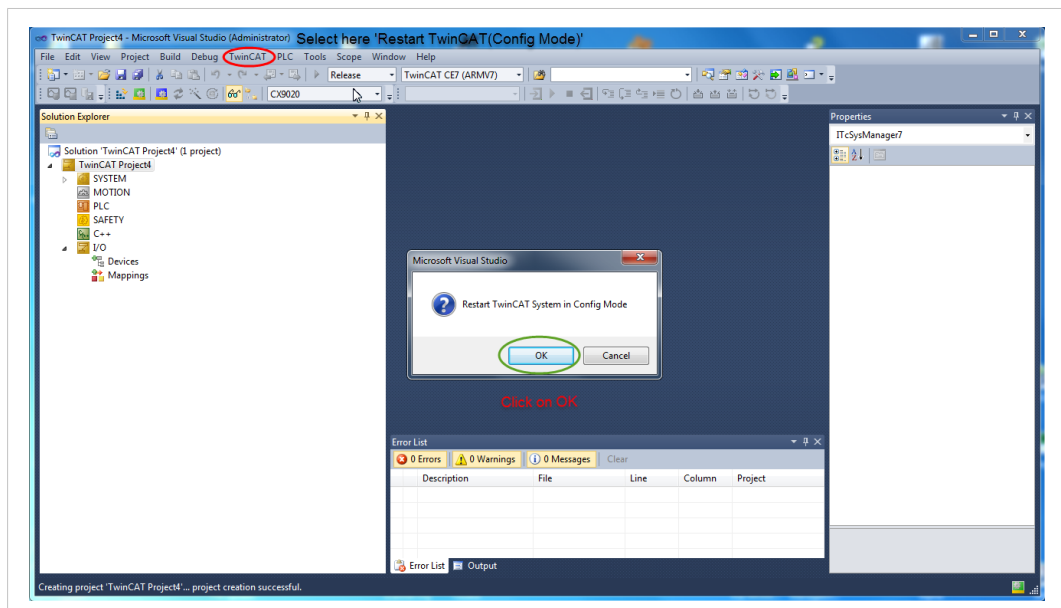 TwinCAT Project4 - Microsoft Visual Studio (Administrator) Select here 'Restart TwinCAT(Config Mode)'
File Edit View Project Build Debug TwinCAT PLC Tools Scope Window Help
Release TwinCAT CE7 (ARMV7)
CX9020
Solution Explorer
Solution 'TwinCAT Project4' (1 project)
TwinCAT Project4
SYSTEM
MOTION
PLC
SAFETY
C++
I/O
Devices
Mappings
Properties
ITcSysManager7
Microsoft Visual Studio
Restart TwinCAT System in Config Mode
OK Cancel
Click on OK
Error List
0 Errors 0 Warnings 0 Messages Clear
Description File Line Column Project
Error List Output
Creating project 'TwinCAT Project4'... project creation successful.